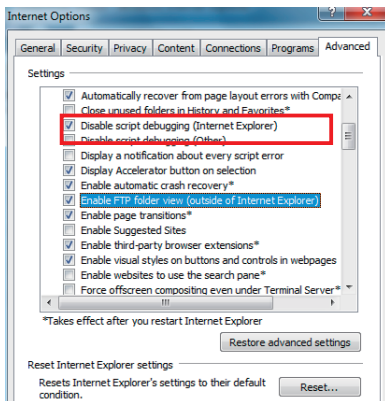 Internet Options
General Security Privacy Content Connections Programs Advanced
Settings
Automatically recover from page layout errors with Compa
Close unused folders in History and Favorites*
Disable script debugging (Internet Explorer)
Disable script debugging (Other)
Display a notification about every script error
Display Accelerator button on selection
Enable automatic crash recovery*
Enable FTP folder view (outside of Internet Explorer)
Enable page transitions*
Enable Suggested Sites
Enable third-party browser extensions*
Enable visual styles on buttons and controls in webpages
Enable websites to use the search pane*
Force offscreen compositing even under Terminal Server*
*Takes effect after you restart Internet Explorer
Restore advanced settings
Reset Internet Explorer settings
Resets Internet Explorer's settings to their default
condition.
Reset...